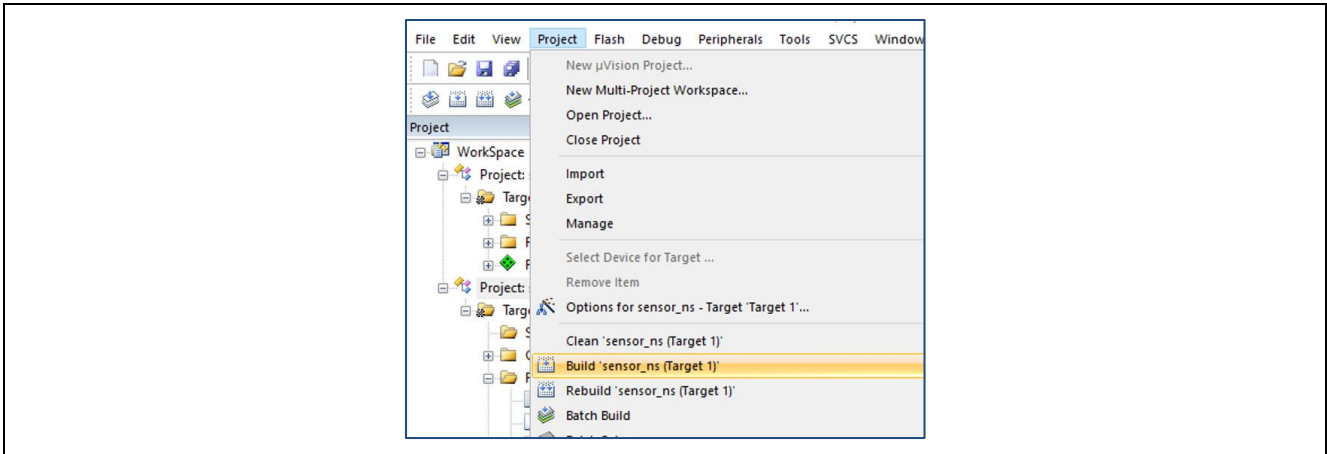 File Edit View Project Flash Debug Peripherals Tools SVCS Window
New µVision Project...
New Multi-Project Workspace...
Open Project...
Close Project
Project
WorkSpace
Project:
Import
Export
Manage
Select Device for Target ...
Remove Item
Project:
Options for sensor_ns - Target 'Target 1'...
Clean 'sensor_ns (Target 1)'
Build 'sensor_ns (Target 1)'
Rebuild 'sensor_ns (Target 1)'
Batch Build